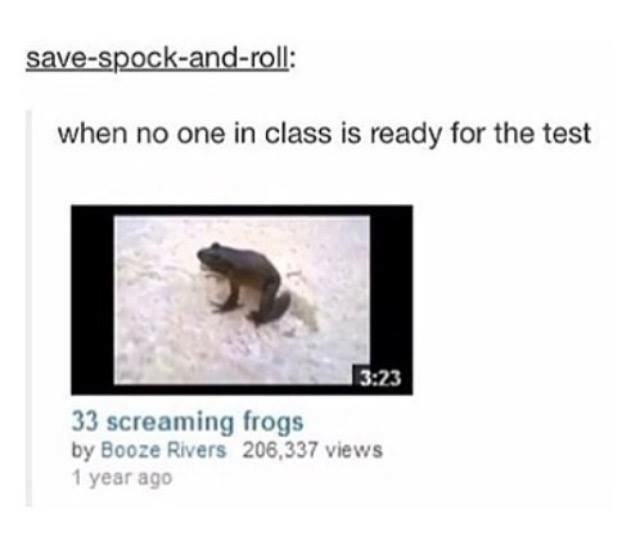 save-spock-and-roll:
when no one in class is ready for the test
3:23
33 screaming frogs
by Booze Rivers 206,337 views
1 year ago